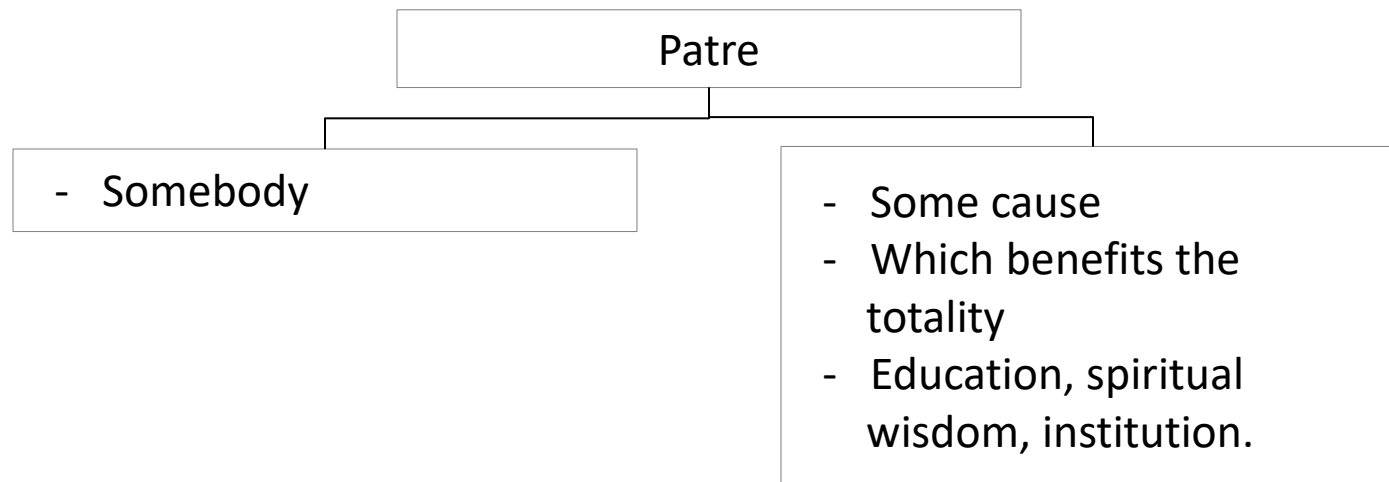 Patre
- Somebody
- Some cause
- Which benefits the
totality
- Education, spiritual
wisdom, institution.